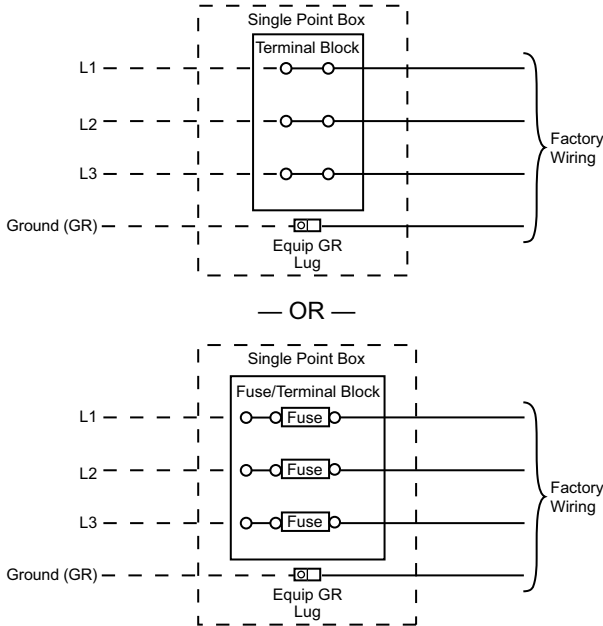 Single Point Box
Terminal Block
L1
L2
L3
Factory
Wiring
Ground (GR)
Equip GR
Lug
— OR —
Single Point Box
Fuse/Terminal Block
L1
Fuse
L2
Fuse
L3
Fuse
Factory
Wiring
Ground (GR)
Equip GR
Lug